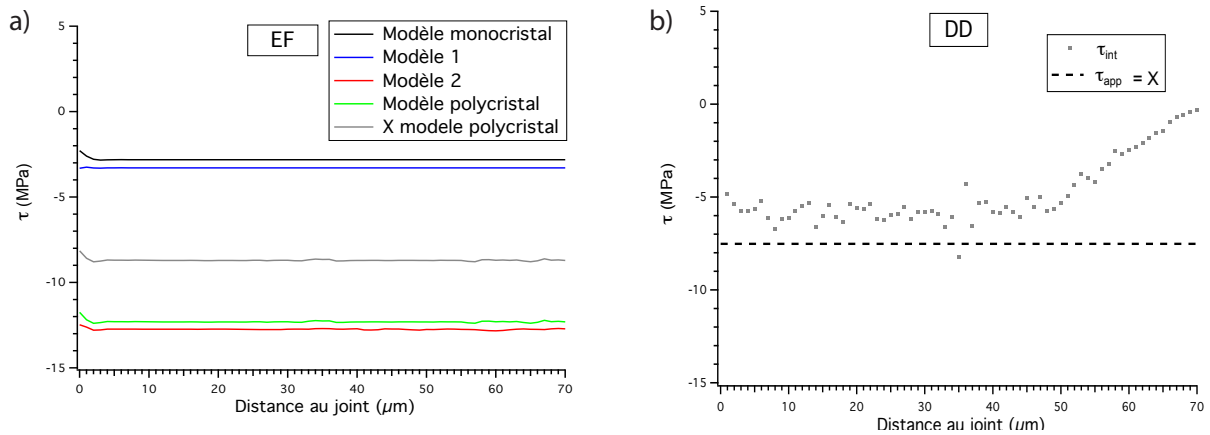 a)
EF
Modèle monocristal
Modèle 1
Modèle 2
Modèle polycristal
X modele polycristal
5
0
-5
-10
-15
τ (MPa)
0 10 20 30 40 50 60 70
Distance au joint (µm)
b)
DD
τint
τapp = X
5
0
-5
-10
-15
τ (MPa)
0 10 20 30 40 50 60 70
Distance au joint (µm)